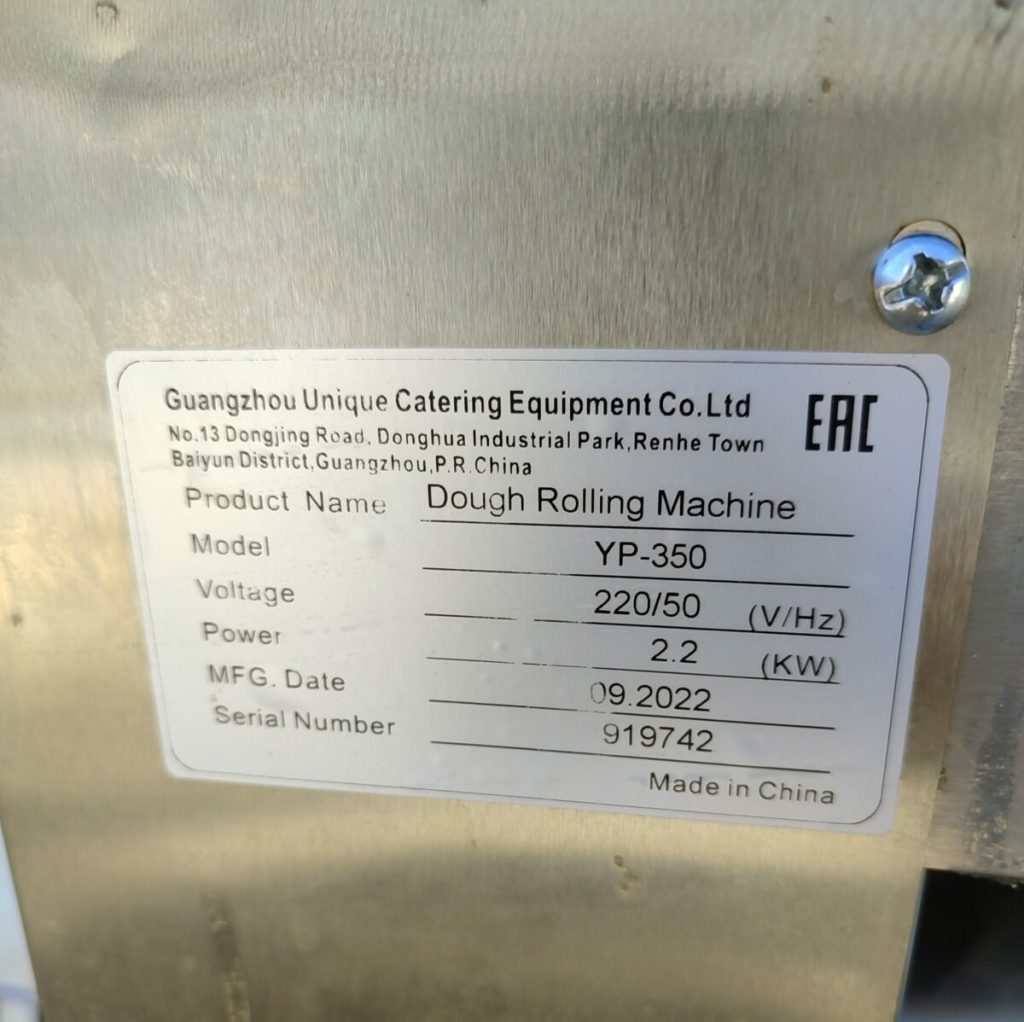 Guangzhou Unique Catering Equipment Co.Ltd
EAC
No.13 Dongjing Road, Donghua Industrial Park,Renhe Town
Baiyun District,Guangzhou,P.R.China
Product Name Dough Rolling Machine
Model YP-350
Voltage 220/50 (V/Hz)
Power 2.2 (KW)
MFG. Date 09.2022
Serial Number 919742
Made in China